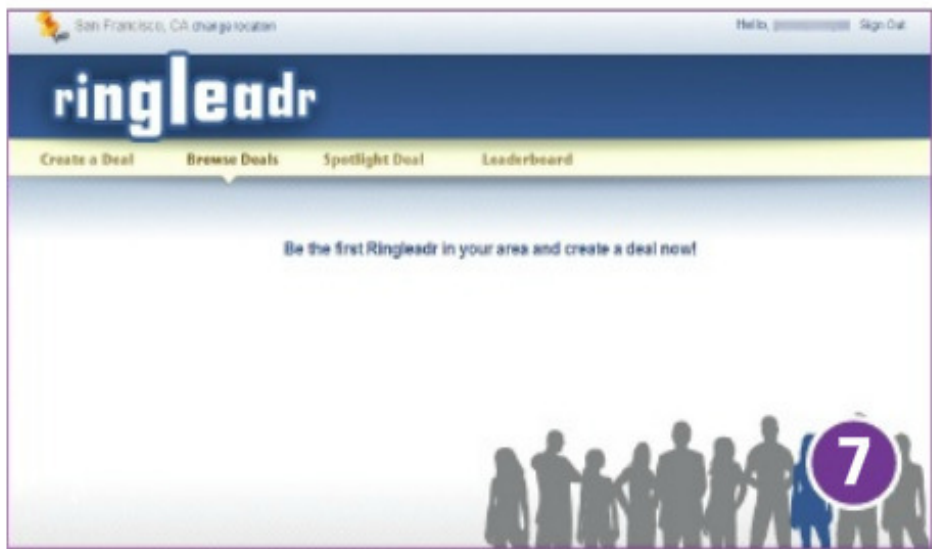 San Francisco, CA change location
Hello, Sign Out
ringleadr
Create a Deal Browse Deals Spotlight Deal Leaderboard
Be the first Ringleadr in your area and create a deal now!
7